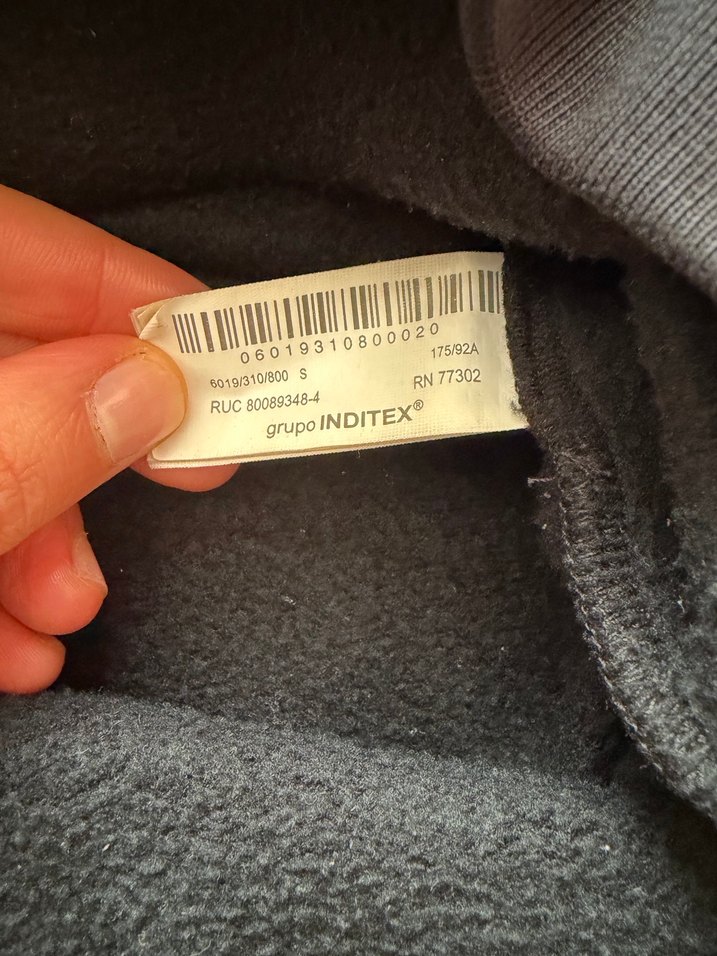 06019310800020
175/92A
6019/310/800 S
RN 77302
RUC 80089348-4
grupo INDITEX®